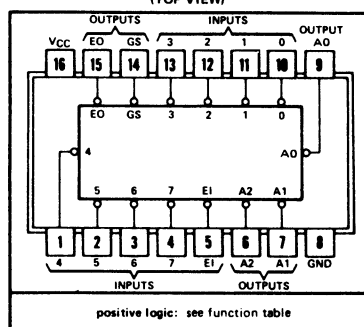 (TOP VIEW)
OUTPUTS INPUTS OUTPUT
VCC EO GS 3 2 1 0 A0
16 15 14 13 12 11 10 9
EO GS 3 2 1 0
4 A0
5 6 7 EI A2 A1
1 2 3 4 5 6 7 8
4 5 6 7 EI A2 A1 GND
INPUTS OUTPUTS
positive logic: see function table